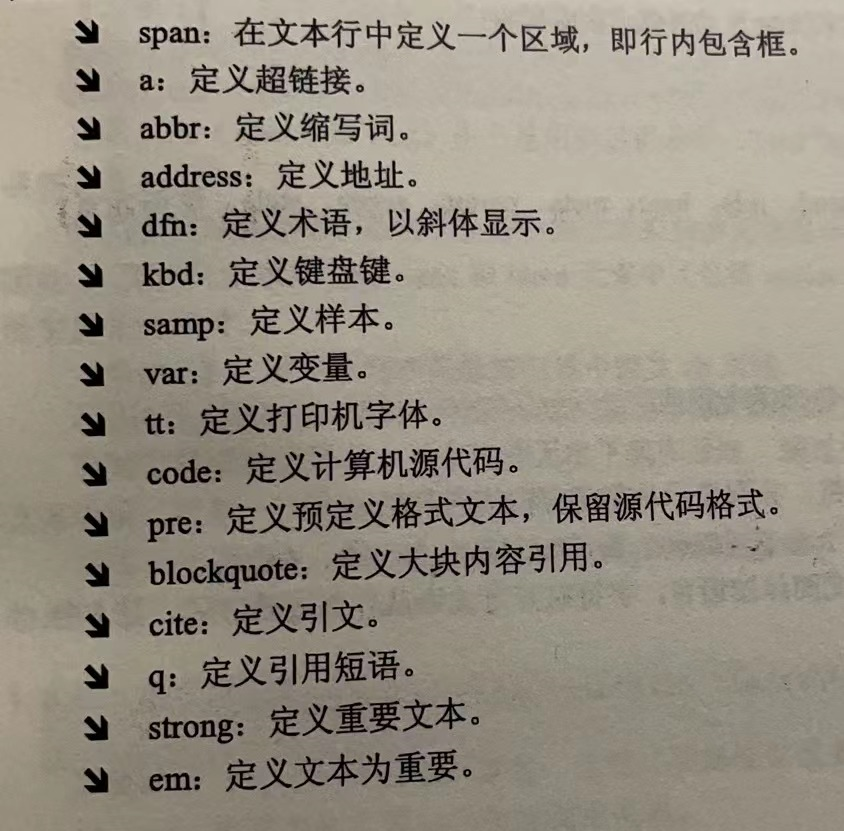 span：在文本行中定义一个区域，即行内包含框。
a：定义超链接。
abbr：定义缩写词。
address：定义地址。
dfn：定义术语，以斜体显示。
kbd：定义键盘键。
samp：定义样本。
var：定义变量。
tt：定义打印机字体。
code：定义计算机源代码。
pre：定义预定义格式文本，保留源代码格式。
blockquote：定义大块内容引用。
cite：定义引文。
q：定义引用短语。
strong：定义重要文本。
em：定义文本为重要。